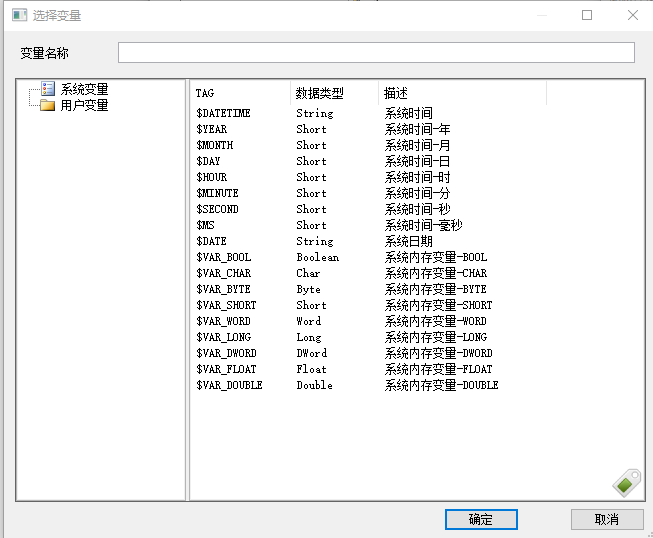 选择变量
变量名称
系统变量
用户变量
TAG 数据类型 描述
$DATETIME String 系统时间
$YEAR Short 系统时间-年
$MONTH Short 系统时间-月
$DAY Short 系统时间-日
$HOUR Short 系统时间-时
$MINUTE Short 系统时间-分
$SECOND Short 系统时间-秒
$MS Short 系统时间-毫秒
$DATE String 系统日期
$VAR_BOOL Boolean 系统内存变量-BOOL
$VAR_CHAR Char 系统内存变量-CHAR
$VAR_BYTE Byte 系统内存变量-BYTE
$VAR_SHORT Short 系统内存变量-SHORT
$VAR_WORD Word 系统内存变量-WORD
$VAR_LONG Long 系统内存变量-LONG
$VAR_DWORD DWord 系统内存变量-DWORD
$VAR_FLOAT Float 系统内存变量-FLOAT
$VAR_DOUBLE Double 系统内存变量-DOUBLE
确定 取消